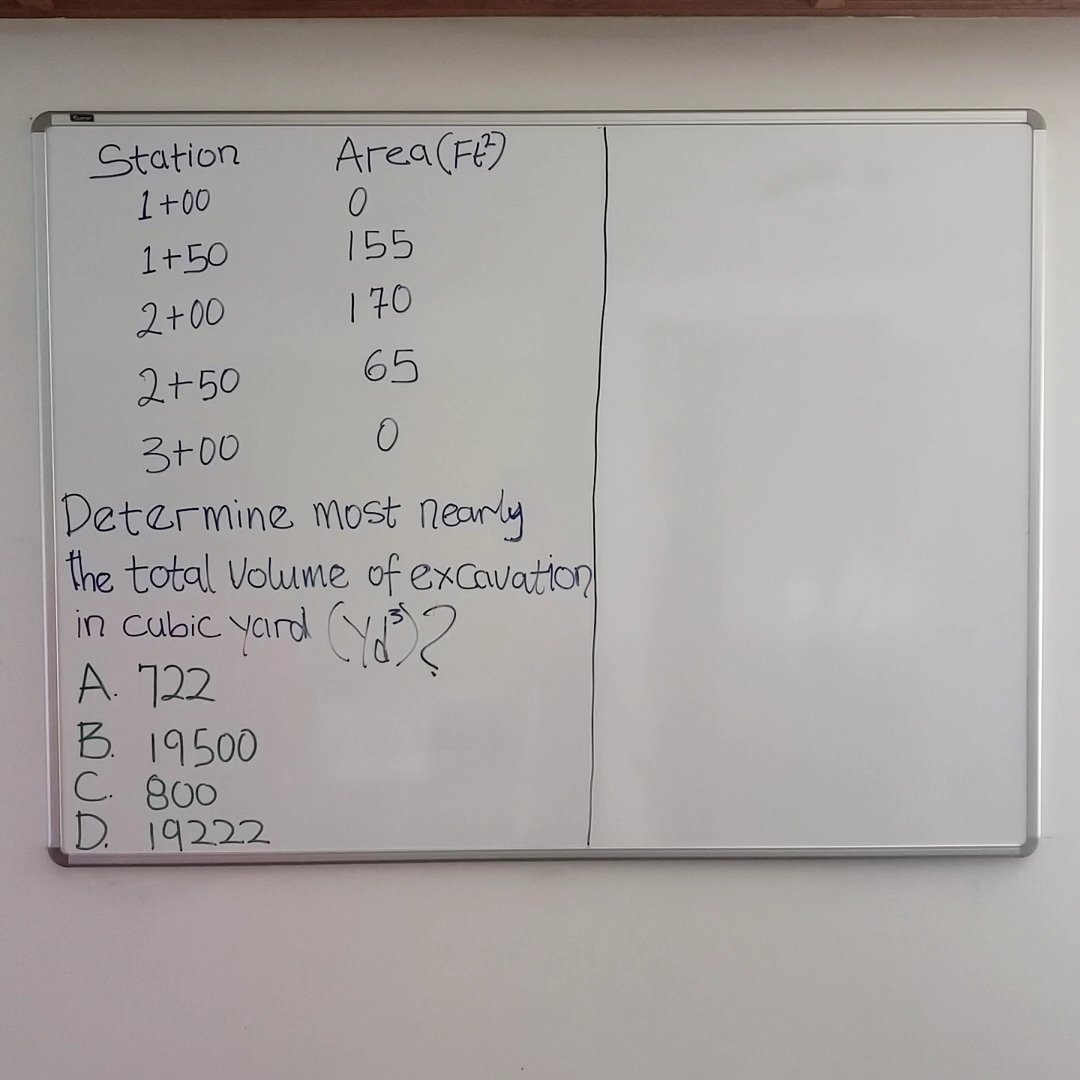 Station Area (Ft²)
1+00 0
1+50 155
2+00 170
2+50 65
3+00 0
Determine most nearly
the total volume of excavation
in cubic yard (Yd³)?
A. 722
B. 19500
C. 800
D. 19222